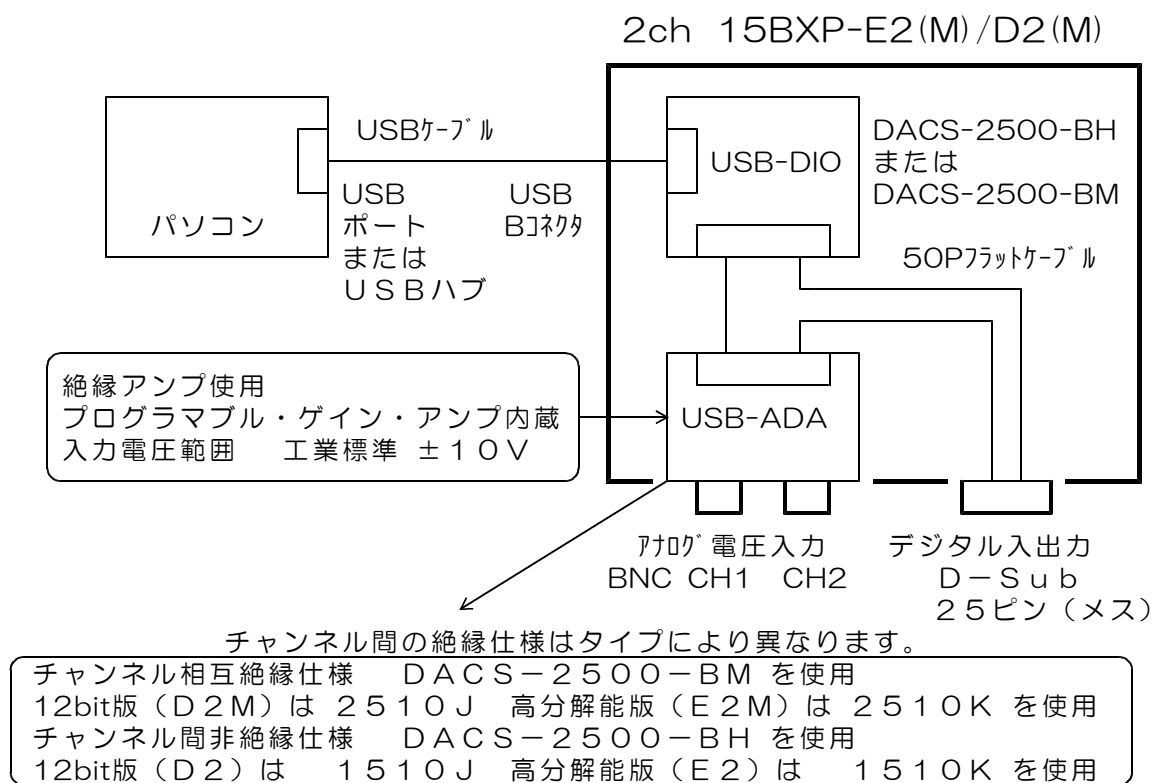 2ch 15BXP-E2(M)/D2(M)
USBｹｰﾌﾞﾙ
USB-DIO
DACS-2500-BH
または
DACS-2500-BM
パソコン
USB
ポート
または
ＵＳＢハブ
USB
Bｺﾈｸﾀ
50Pﾌﾗｯﾄｹｰﾌﾞﾙ
絶縁アンプ使用
プログラマブル・ゲイン・アンプ内蔵
入力電圧範囲　工業標準 ±１０Ｖ
USB-ADA
ｱﾅﾛｸﾞ電圧入力
BNC CH1 CH2
デジタル入出力
Ｄ－Ｓｕｂ
２５ピン（メス）
チャンネル間の絶縁仕様はタイプにより異なります。
チャンネル相互絶縁仕様　ＤＡＣＳ－２５００－ＢＭ を使用
12bit版（Ｄ２Ｍ）は ２５１０Ｊ　高分解能版（Ｅ２Ｍ）は ２５１０Ｋ を使用
チャンネル間非絶縁仕様　ＤＡＣＳ－２５００－ＢＨ を使用
12bit版（Ｄ２）は　１５１０Ｊ　高分解能版（Ｅ２）は　１５１０Ｋ を使用